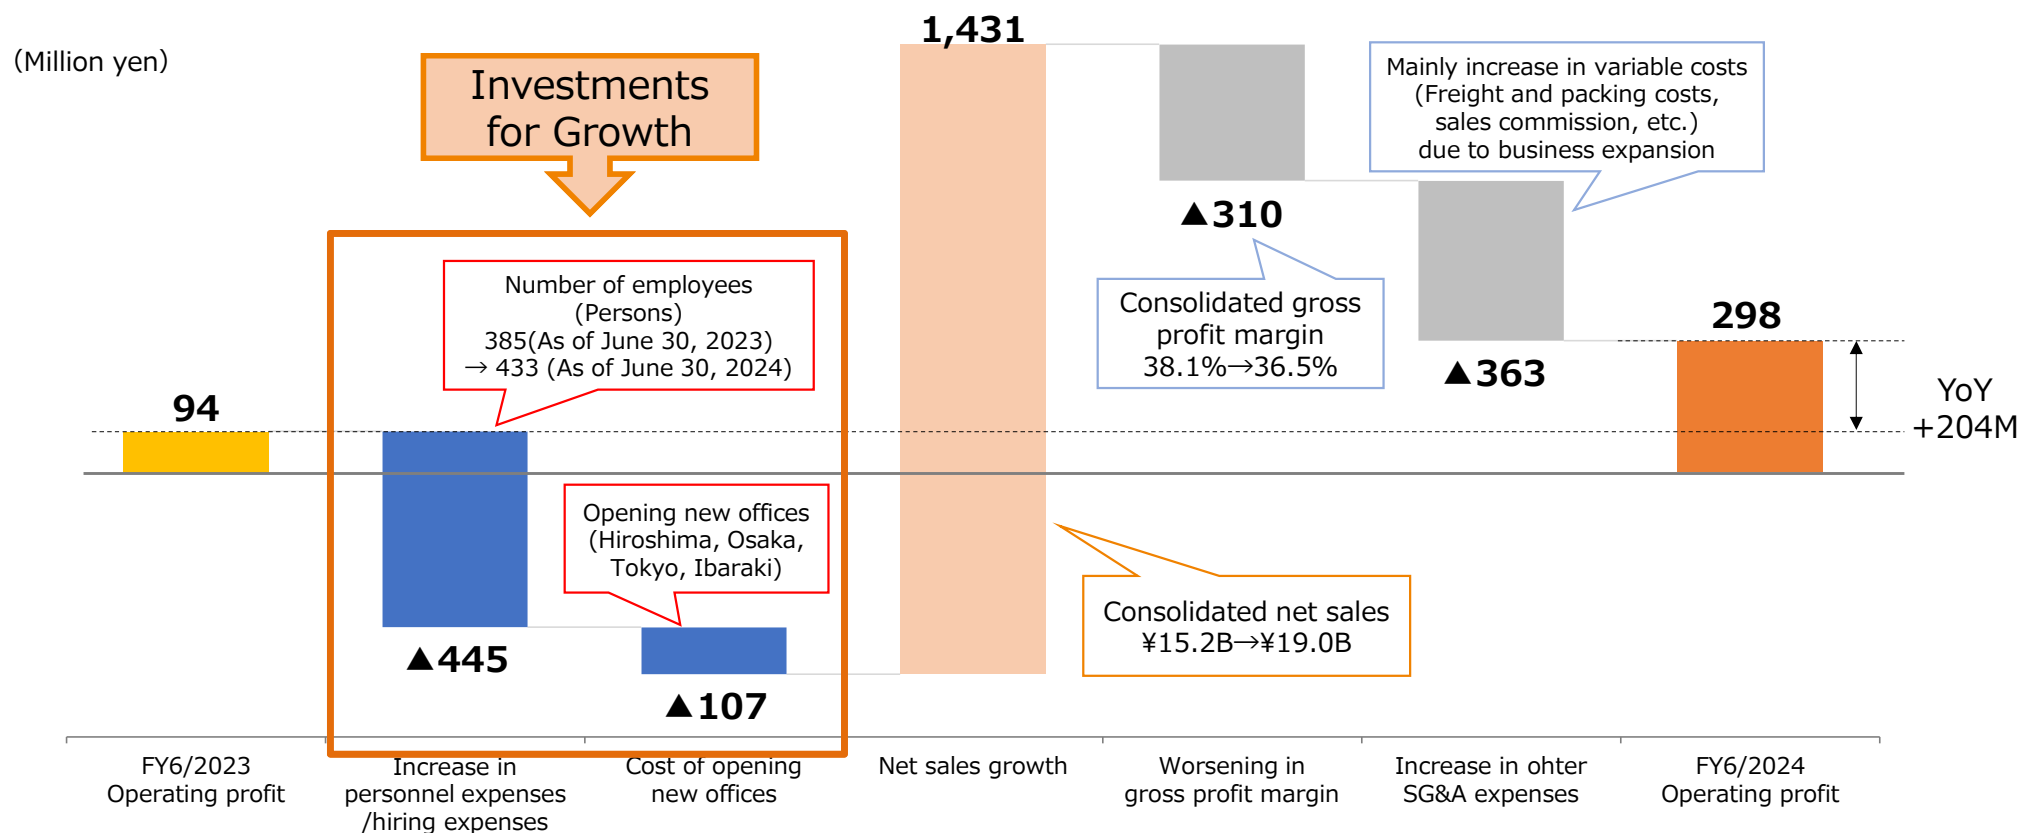 (Million yen)
Investments
for Growth
1,431
Mainly increase in variable costs
(Freight and packing costs,
sales commission, etc.)
due to business expansion
▲310
Number of employees
(Persons)
385(As of June 30, 2023)
→ 433 (As of June 30, 2024)
Consolidated gross
profit margin
38.1%→36.5%
298
▲363
94
YoY
+204M
Opening new offices
(Hiroshima, Osaka,
Tokyo, Ibaraki)
Consolidated net sales
¥15.2B→¥19.0B
▲445
▲107
FY6/2023
Operating profit
Increase in
personnel expenses
/hiring expenses
Cost of opening
new offices
Net sales growth
Worsening in
gross profit margin
Increase in ohter
SG&A expenses
FY6/2024
Operating profit